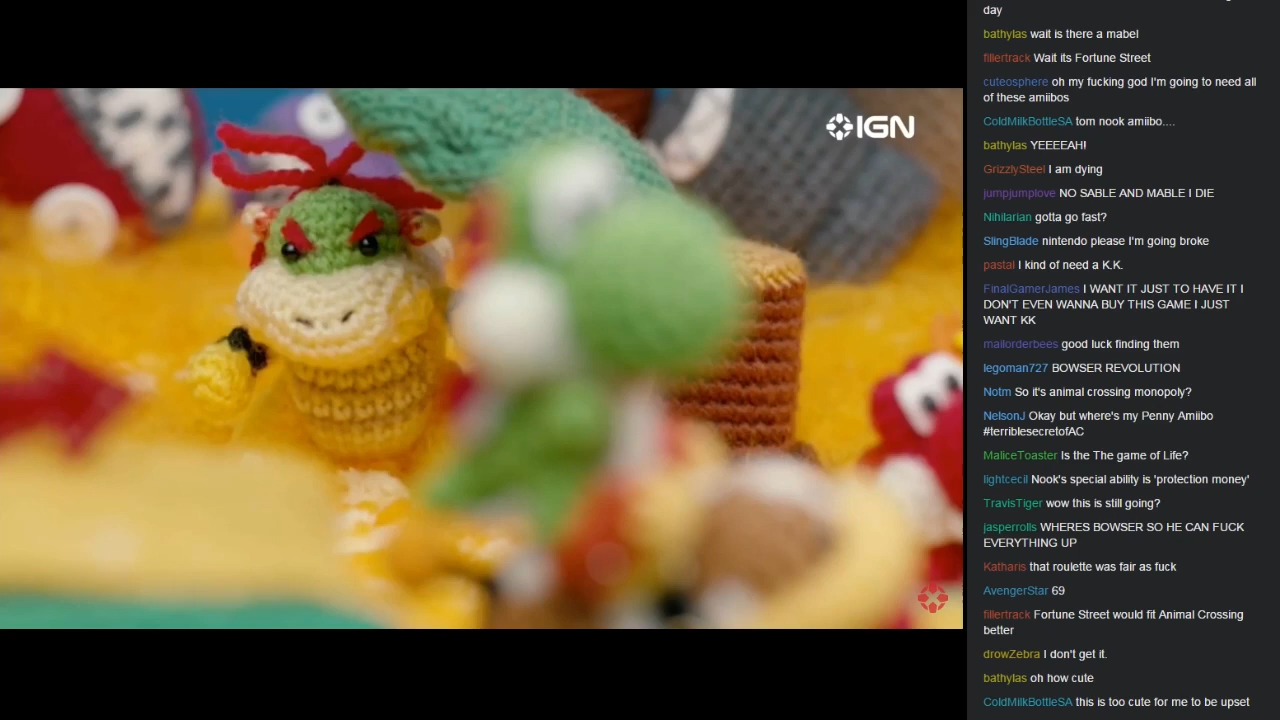 IGN
day
bathylas wait is there a mabel
fillertrack Wait its Fortune Street
cuteosphere oh my fucking god I'm going to need all
of these amiibos
ColdMilkBottleSA tom nook amiibo....
bathylas YEEEEAH!
GrizzlySteel I am dying
jumpjumplove NO SABLE AND MABLE I DIE
Nihilarian gotta go fast?
SlingBlade nintendo please I'm going broke
pastal I kind of need a K.K.
FinalGamerJames I WANT IT JUST TO HAVE IT I
DON'T EVEN WANNA BUY THIS GAME I JUST
WANT KK
mailorderbees good luck finding them
legoman727 BOWSER REVOLUTION
Notm So it's animal crossing monopoly?
NelsonJ Okay but where's my Penny Amiibo
#terriblesecretofAC
MaliceToaster Is the The game of Life?
lightcecil Nook's special ability is 'protection money'
TravisTiger wow this is still going?
jasperrolls WHERES BOWSER SO HE CAN FUCK
EVERYTHING UP
Katharis that roulette was fair as fuck
AvengerStar 69
fillertrack Fortune Street would fit Animal Crossing
better
drowZebra I don't get it.
bathylas oh how cute
ColdMilkBottleSA this is too cute for me to be upset